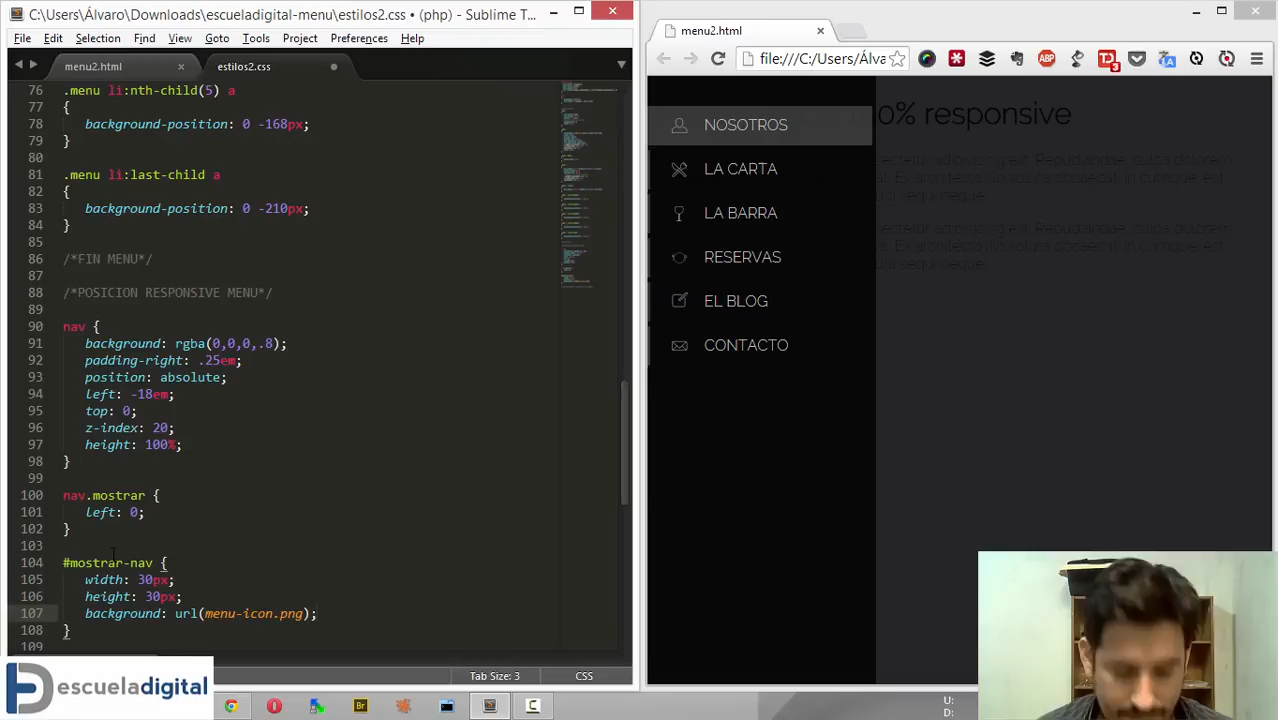 C:\Users\Álvaro\Downloads\escueladigital-menu\estilos2.css • (php) - Sublime T...
File Edit Selection Find View Goto Tools Project Preferences Help
menu2.html × estilos2.css
76 .menu li:nth-child(5) a
77 {
78 background-position: 0 -168px;
79 }
80
81 .menu li:last-child a
82 {
83 background-position: 0 -210px;
84 }
85
86 /*FIN MENU*/
87
88 /*POSICION RESPONSIVE MENU*/
89
90 nav {
91 background: rgba(0,0,0,.8);
92 padding-right: .25em;
93 position: absolute;
94 left: -18em;
95 top: 0;
96 z-index: 20;
97 height: 100%;
98 }
99
100 nav.mostrar {
101 left: 0;
102 }
103
104 #mostrar-nav {
105 width: 30px;
106 height: 30px;
107 background: url(menu-icon.png);
108 }
109
Tab Size: 3 CSS
escueladigital
menu2.html ×
file:///C:/Users/Álva
ABP
3
0% responsive
NOSOTROS
LA CARTA
LA BARRA
RESERVAS
EL BLOG
CONTACTO
Br
U:
D: